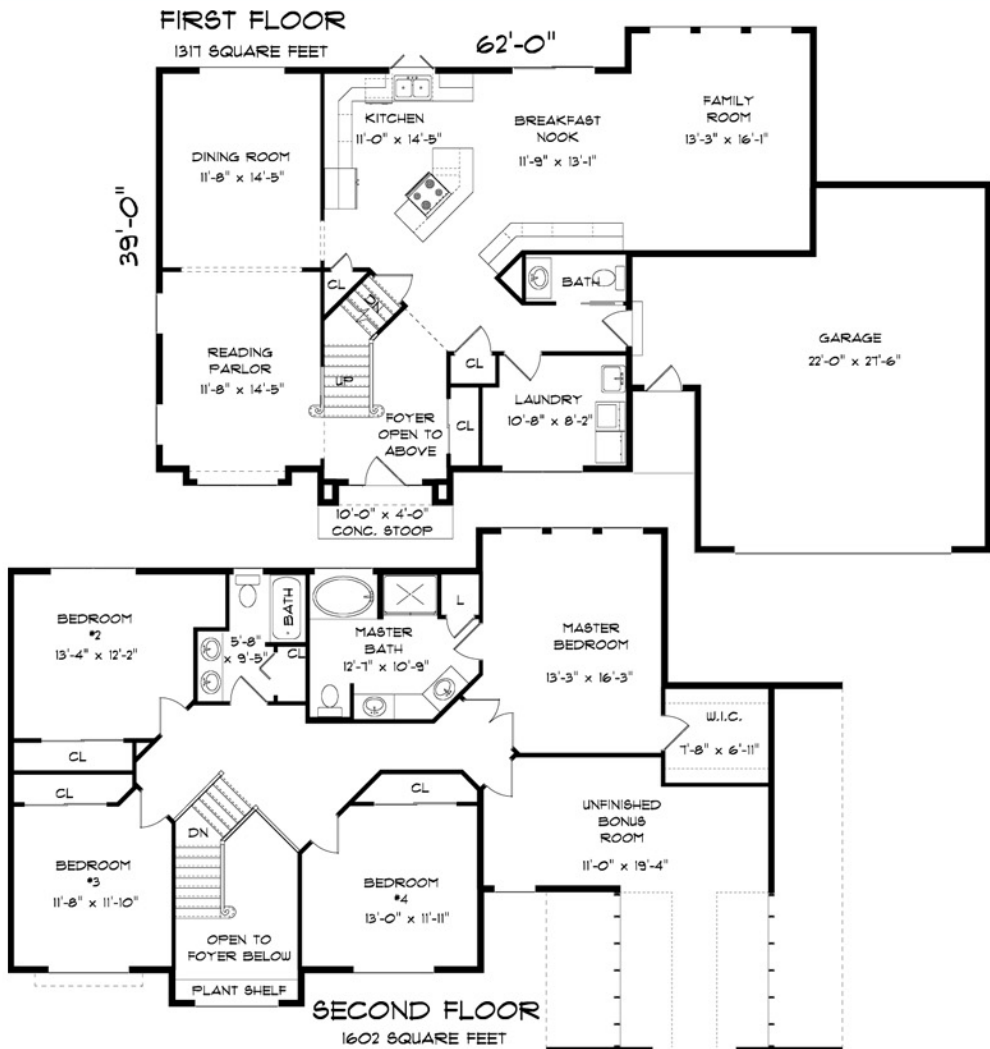 FIRST FLOOR
1317 SQUARE FEET
62'-0"
39'-0"
DINING ROOM
11'-8" x 14'-5"
KITCHEN
11'-0" x 14'-5"
BREAKFAST
NOOK
11'-9" x 13'-1"
FAMILY
ROOM
13'-3" x 16'-1"
CL
DN
BATH
GARAGE
22'-0" x 27'-6"
READING
PARLOR
11'-8" x 14'-5"
UP
CL
FOYER
OPEN TO
ABOVE
CL
LAUNDRY
10'-8" x 8'-2"
10'-0" x 4'-0"
CONC. STOOP
BEDROOM
#2
13'-4" x 12'-2"
CL
5'-8"
x 9'-5"
BATH
CL
MASTER
BATH
12'-7" x 10'-9"
L
MASTER
BEDROOM
13'-3" x 16'-3"
W.I.C.
7'-8" x 6'-11"
CL
BEDROOM
#3
11'-8" x 11'-10"
DN
OPEN TO
FOYER BELOW
PLANT SHELF
CL
BEDROOM
#4
13'-0" x 11'-11"
UNFINISHED
BONUS
ROOM
11'-0" x 19'-4"
SECOND FLOOR
1602 SQUARE FEET